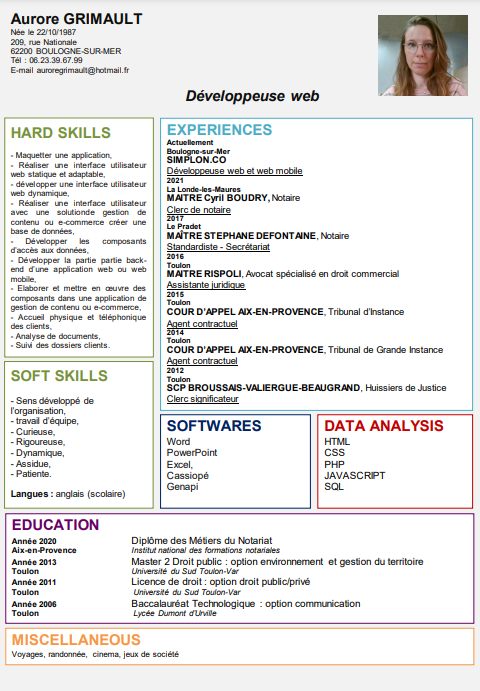 Aurore GRIMAULT
Née le 22/10/1987
209, rue Nationale
62200 BOULOGNE-SUR-MER
Tél : 06.23.39.67.99
E-mail auroregrimault@hotmail.fr
Développeuse web
HARD SKILLS
- Maquetter une application,
- Réaliser une interface utilisateur
web statique et adaptable,
- développer une interface utilisateur
web dynamique,
- Réaliser une interface utilisateur
avec une solutionde gestion de
contenu ou e-commerce créer une
base de données,
- Développer les composants
d'accès aux données,
- Développer la partie partie back-
end d'une application web ou web
mobile,
- Elaborer et mettre en œuvre des
composants dans une application de
gestion de contenu ou e-commerce,
- Accueil physique et téléphonique
des clients,
- Analyse de documents,
- Suivi des dossiers clients.
SOFT SKILLS
- Sens développé de
l'organisation,
- travail d'équipe,
- Curieuse,
- Rigoureuse,
- Dynamique,
- Assidue,
- Patiente.
Langues : anglais (scolaire)
EXPERIENCES
Actuellement
Boulogne-sur-Mer
SIMPLON.CO
Développeuse web et web mobile
2021
La Londe-les-Maures
MAITRE Cyril BOUDRY, Notaire
Clerc de notaire
2017
Le Pradet
MAÎTRE STEPHANE DEFONTAINE, Notaire
Standardiste - Secrétariat
2016
Toulon
MAITRE RISPOLI, Avocat spécialisé en droit commercial
Assistante juridique
2015
Toulon
COUR D'APPEL AIX-EN-PROVENCE, Tribunal d'Instance
Agent contractuel
2014
Toulon
COUR D'APPEL AIX-EN-PROVENCE, Tribunal de Grande Instance
Agent contractuel
2012
Toulon
SCP BROUSSAIS-VALIERGUE-BEAUGRAND, Huissiers de Justice
Clerc significateur
SOFTWARES
Word
PowerPoint
Excel,
Cassiopé
Genapi
DATA ANALYSIS
HTML
CSS
PHP
JAVASCRIPT
SQL
EDUCATION
Année 2020 Diplôme des Métiers du Notariat
Aix-en-Provence Institut national des formations notariales
Année 2013 Master 2 Droit public : option environnement et gestion du territoire
Toulon Université du Sud Toulon-Var
Année 2011 Licence de droit : option droit public/privé
Toulon Université du Sud Toulon-Var
Année 2006 Baccalauréat Technologique : option communication
Toulon Lycée Dumont d'Urville
MISCELLANEOUS
Voyages, randonnée, cinema, jeux de société